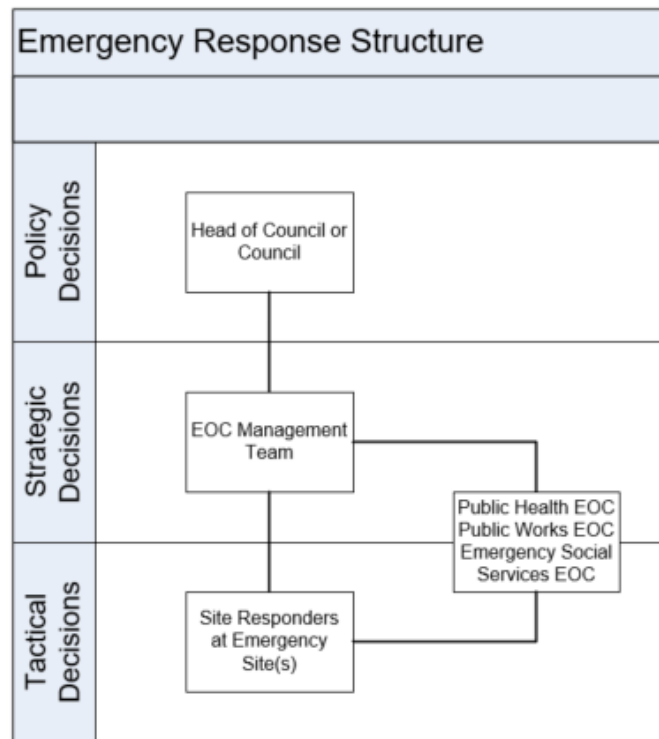 Emergency Response Structure
Policy
Decisions
Head of Council or
Council
Strategic
Decisions
EOC Management
Team
Public Health EOC
Public Works EOC
Emergency Social
Services EOC
Tactical
Decisions
Site Responders
at Emergency
Site(s)